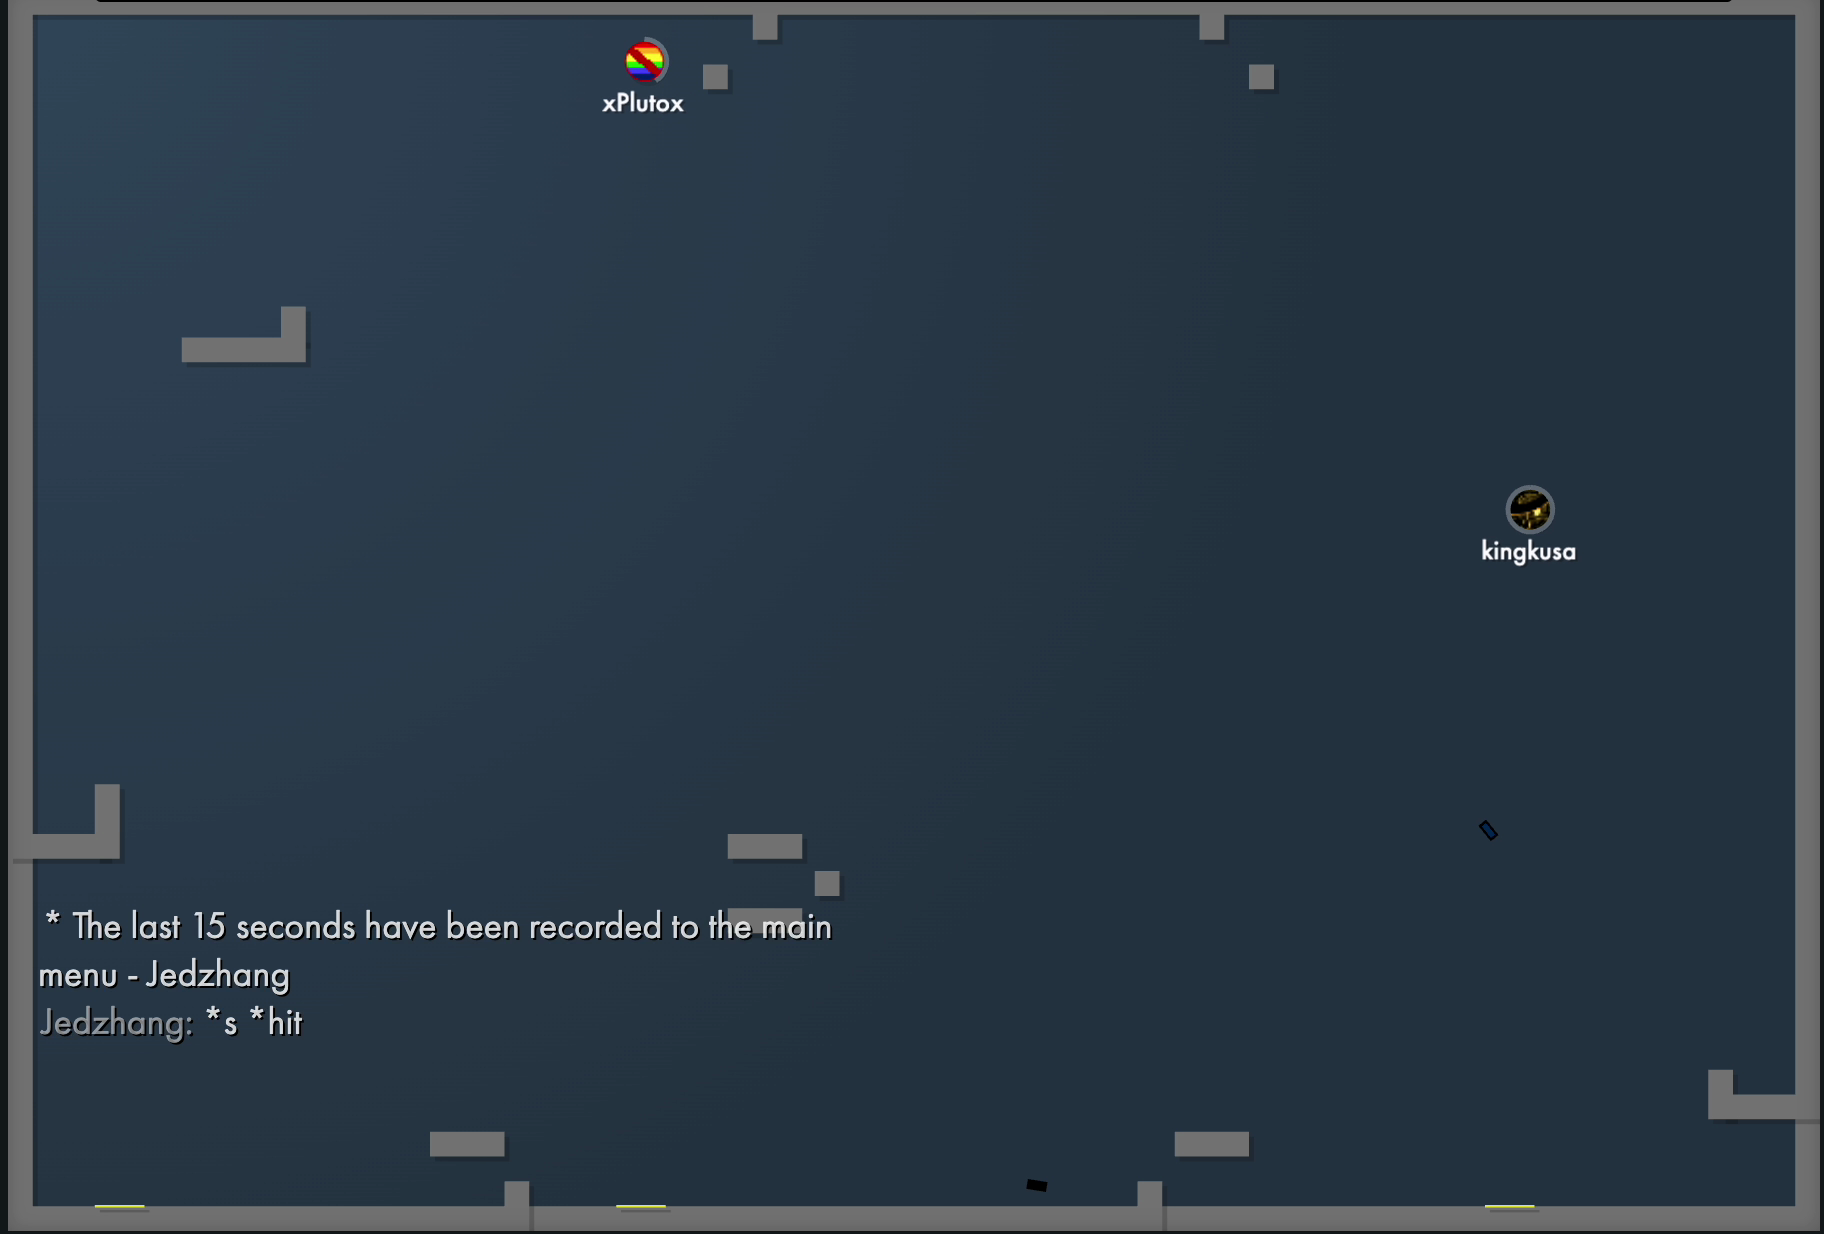 xPlutox
kingkusa
* The last 15 seconds have been recorded to the main
menu - Jedzhang
Jedzhang: *s *hit